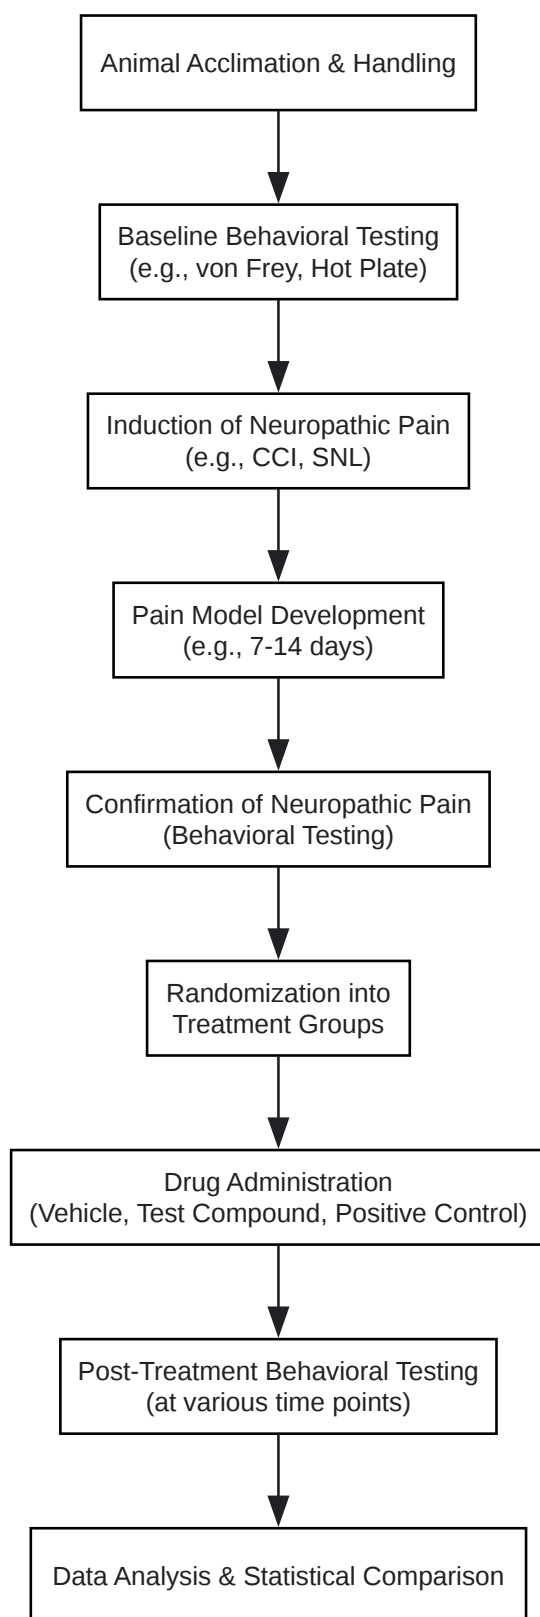 Animal Acclimation & Handling
Baseline Behavioral Testing
(e.g., von Frey, Hot Plate)
Induction of Neuropathic Pain
(e.g., CCI, SNL)
Pain Model Development
(e.g., 7-14 days)
Confirmation of Neuropathic Pain
(Behavioral Testing)
Randomization into
Treatment Groups
Drug Administration
(Vehicle, Test Compound, Positive Control)
Post-Treatment Behavioral Testing
(at various time points)
Data Analysis & Statistical Comparison